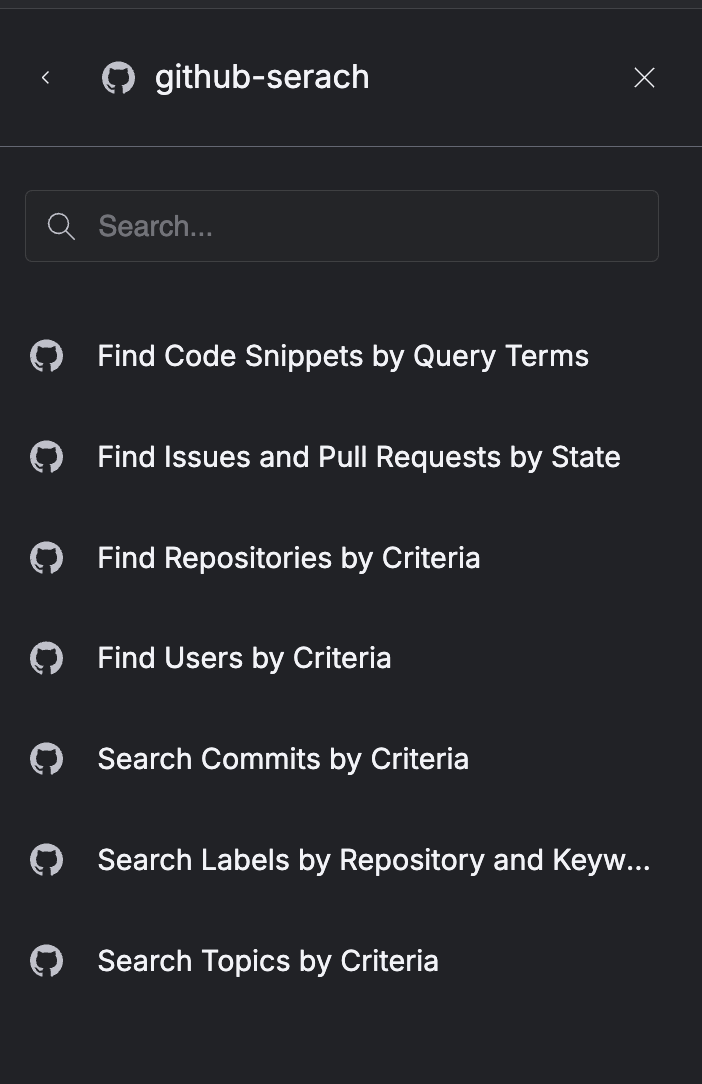 github-serach
Search...
Find Code Snippets by Query Terms
Find Issues and Pull Requests by State
Find Repositories by Criteria
Find Users by Criteria
Search Commits by Criteria
Search Labels by Repository and Keyw...
Search Topics by Criteria